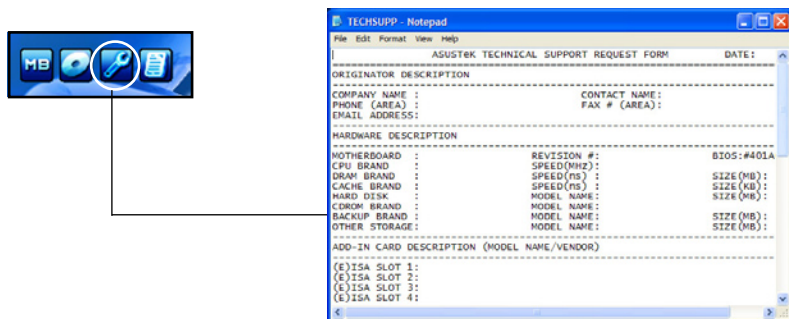 MB
TECHSUPP - Notepad
File Edit Format View Help
ASUSTeK TECHNICAL SUPPORT REQUEST FORM DATE:
ORIGINATOR DESCRIPTION
COMPANY NAME : CONTACT NAME:
PHONE (AREA) : FAX # (AREA):
EMAIL ADDRESS:
HARDWARE DESCRIPTION
MOTHERBOARD : REVISION #: BIOS:#401A
CPU BRAND : SPEED(MHz):
DRAM BRAND : SPEED(ns) : SIZE(MB):
CACHE BRAND : SPEED(ns) : SIZE(KB):
HARD DISK : MODEL NAME: SIZE(MB):
CDROM BRAND : MODEL NAME:
BACKUP BRAND : MODEL NAME: SIZE(MB):
OTHER STORAGE: MODEL NAME: SIZE(MB):
ADD-IN CARD DESCRIPTION (MODEL NAME/VENDOR)
(E)ISA SLOT 1:
(E)ISA SLOT 2:
(E)ISA SLOT 3:
(E)ISA SLOT 4: